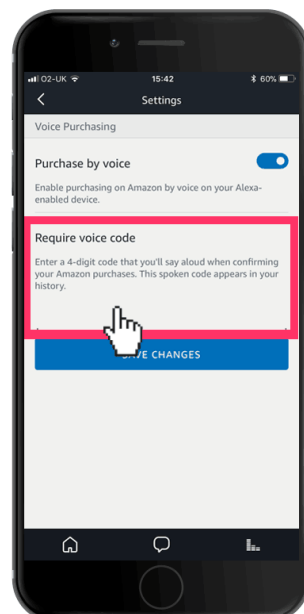 O2-UK 15:42 60%
Settings
Voice Purchasing
Purchase by voice
Enable purchasing on Amazon by voice on your Alexa-
enabled device.
Require voice code
Enter a 4-digit code that you'll say aloud when confirming
your Amazon purchases. This spoken code appears in your
history.
SAVE CHANGES